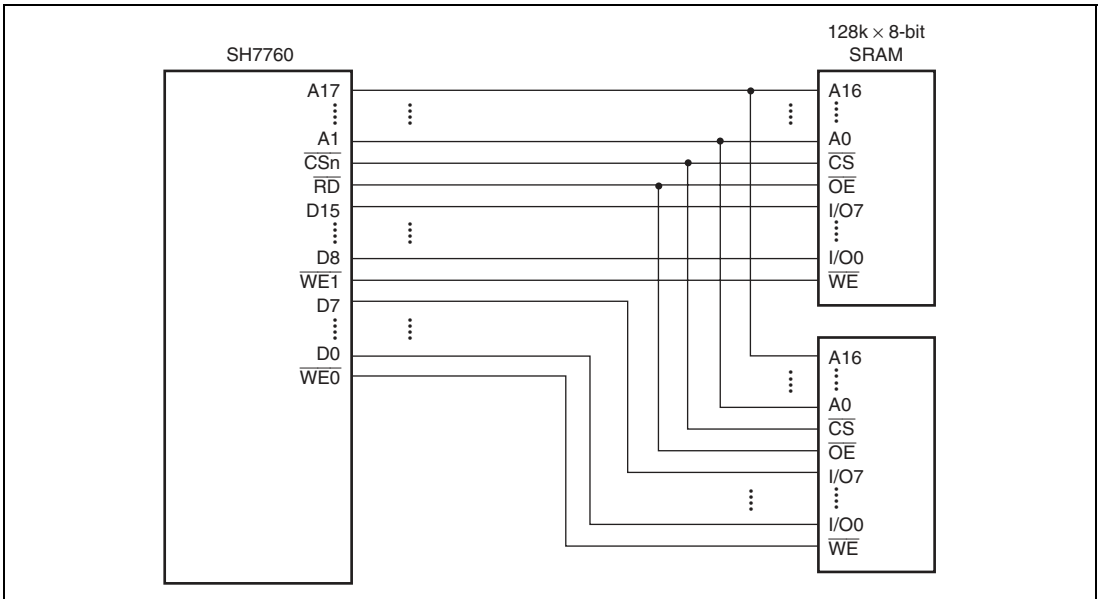 SH7760
A17
A1
CSn
RD
D15
D8
WE1
D7
D0
WE0
128k × 8-bit
SRAM
A16
A0
CS
OE
I/O7
I/O0
WE
A16
A0
CS
OE
I/O7
I/O0
WE